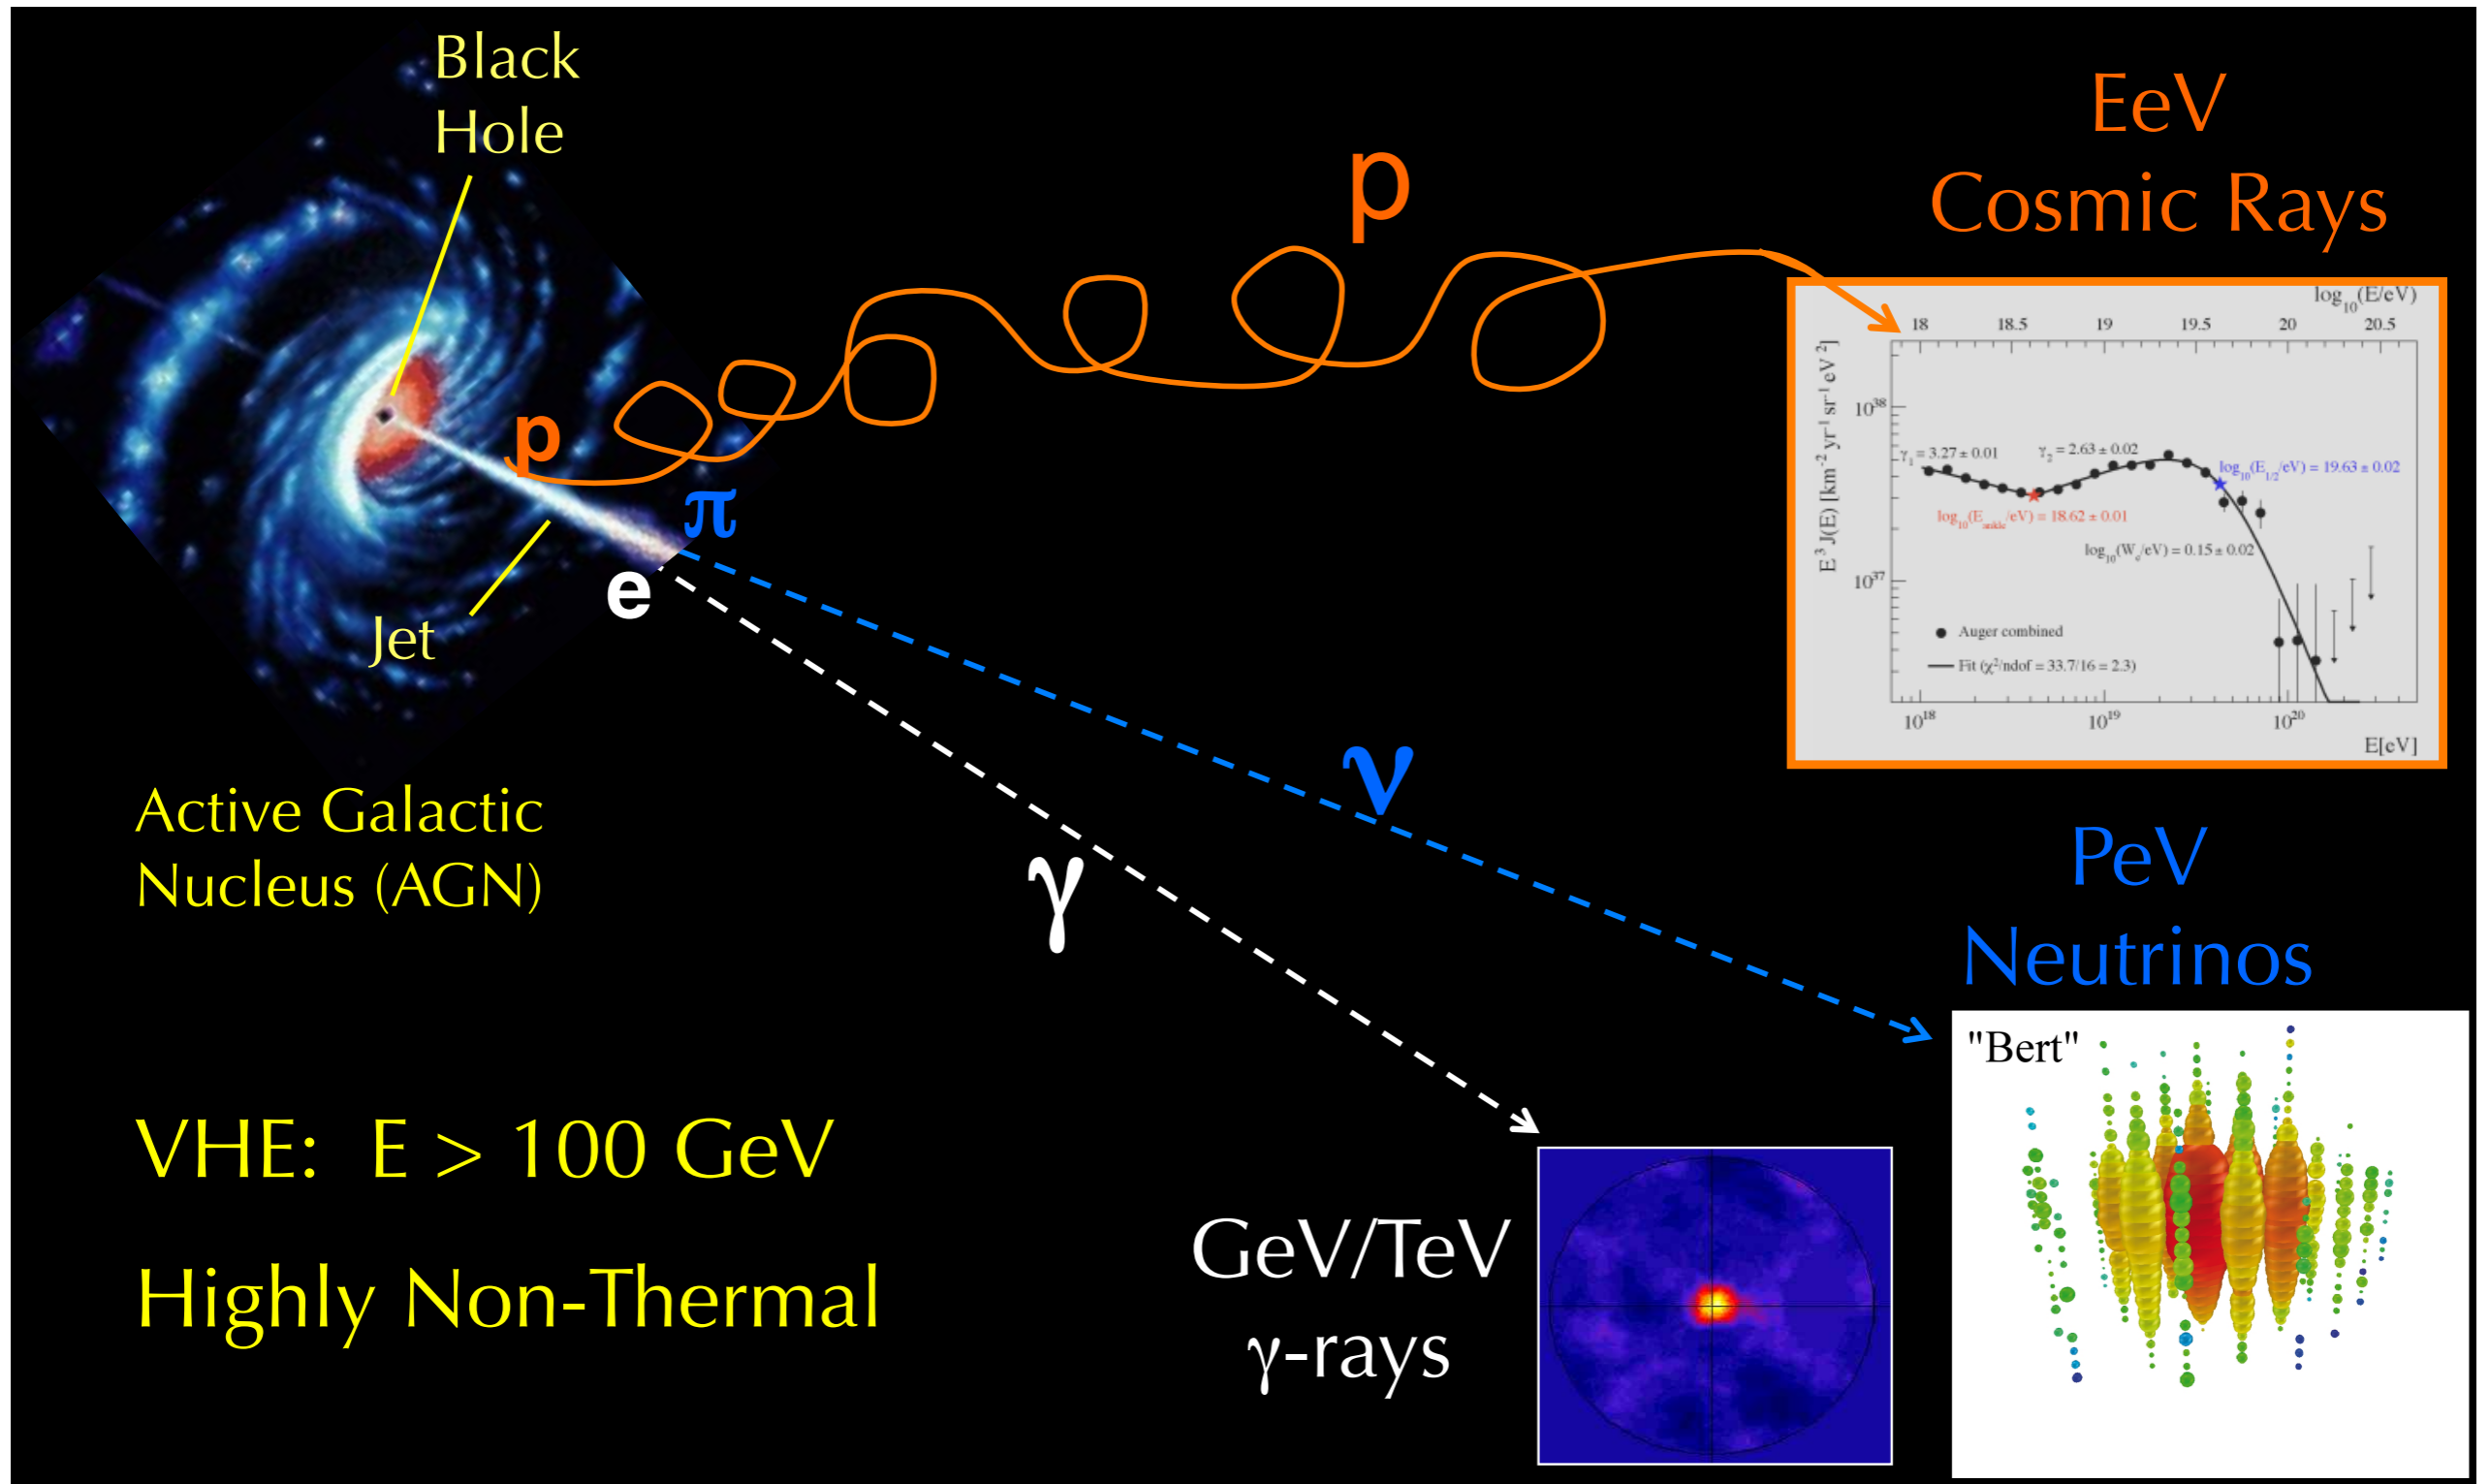 Black
Hole
p
p
π
e
Jet
ν
γ
Active Galactic
Nucleus (AGN)
VHE: E > 100 GeV
Highly Non-Thermal
EeV
Cosmic Rays
log10(E/eV)
18 18.5 19 19.5 20 20.5
E³ J(E) [km⁻² yr⁻¹ sr⁻¹ eV²]
10³⁸
10³⁷
γ₁ = 3.27 ± 0.01
γ₂ = 2.63 ± 0.02
log₁₀(E₁/₂/eV) = 19.63 ± 0.02
log₁₀(Eankle/eV) = 18.62 ± 0.01
log₁₀(Wc/eV) = 0.15 ± 0.02
Auger combined
Fit (χ²/ndof = 33.7/16 = 2.3)
10¹⁸ 10¹⁹ 10²⁰
E[eV]
PeV
Neutrinos
"Bert"
GeV/TeV
γ-rays